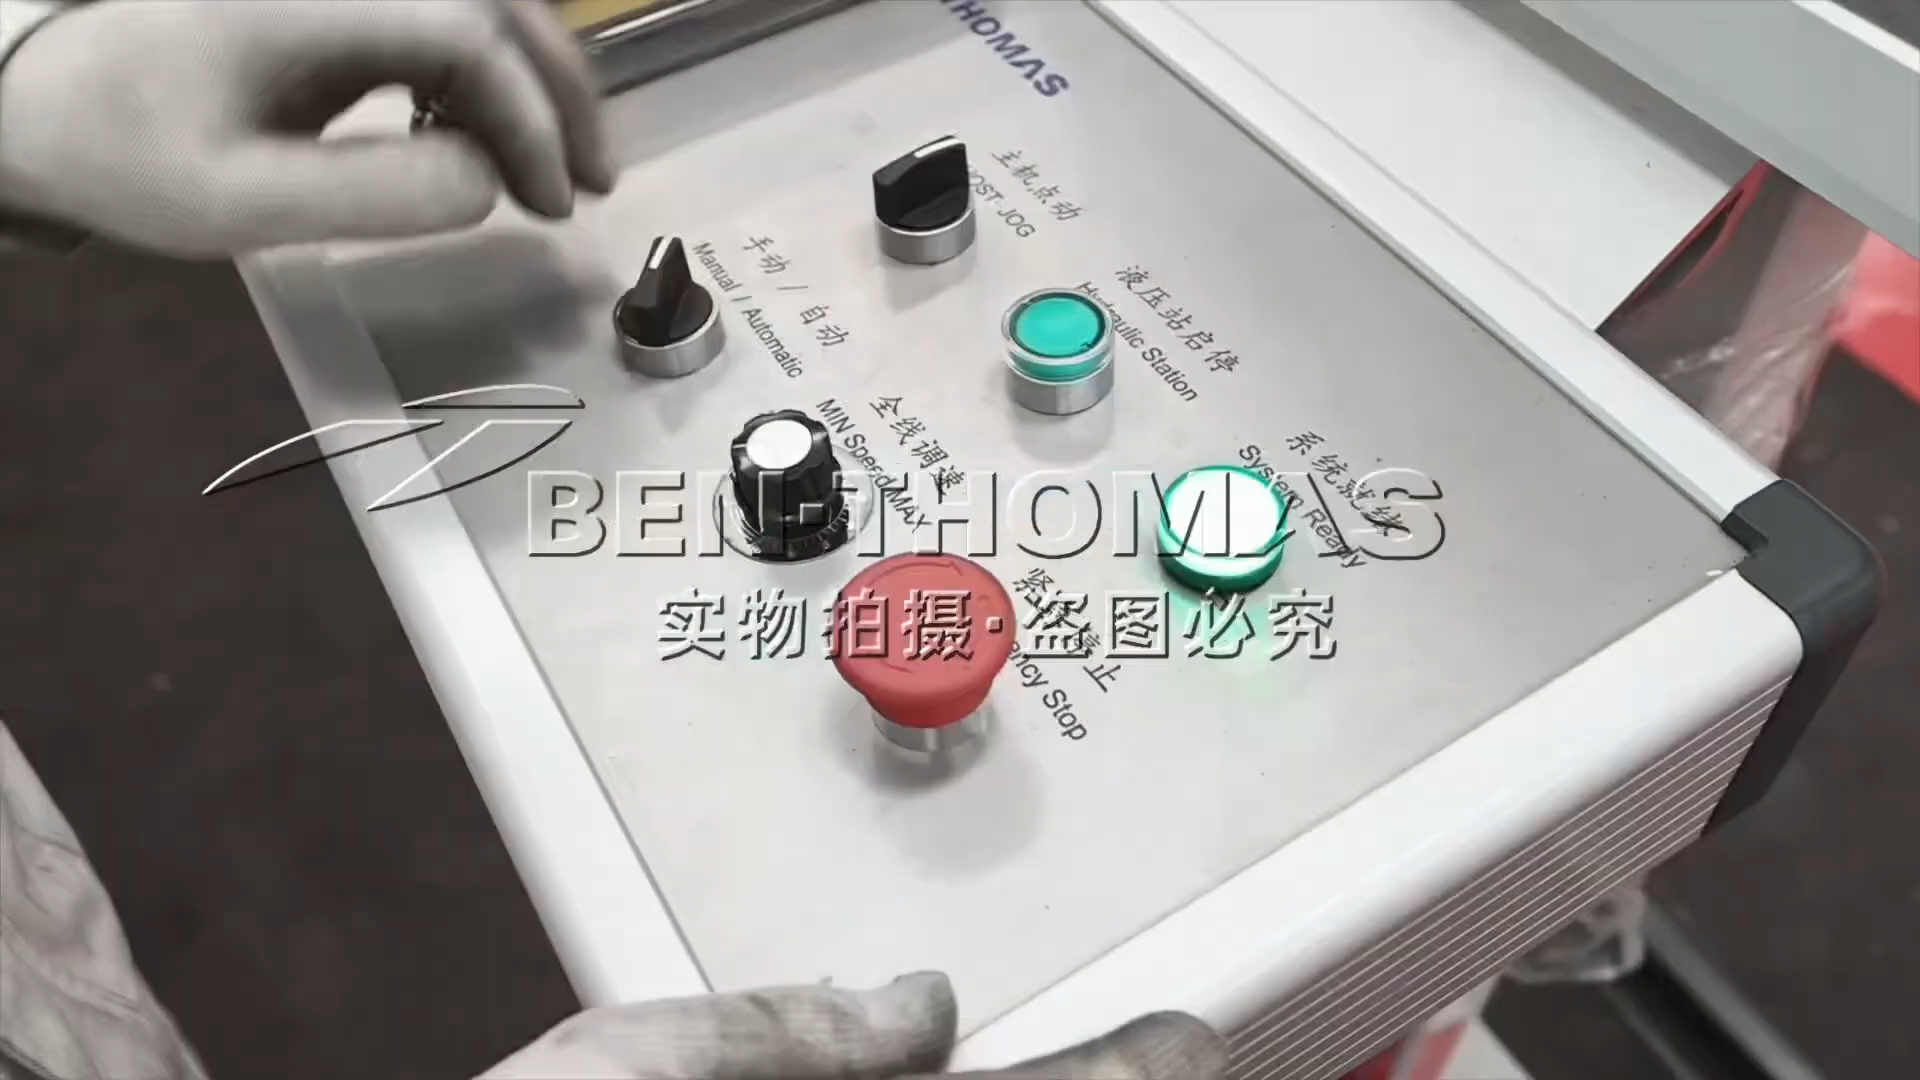 THOMAS
主机点动
HOST JOG
手动 / 自动
Manual / Automatic
液压站启停
Hydraulic Station
全线调速
MIN Speed MAX
系统就绪
System Ready
紧急停止
ency Stop
BEN-THOMAS
实物拍摄·盗图必究